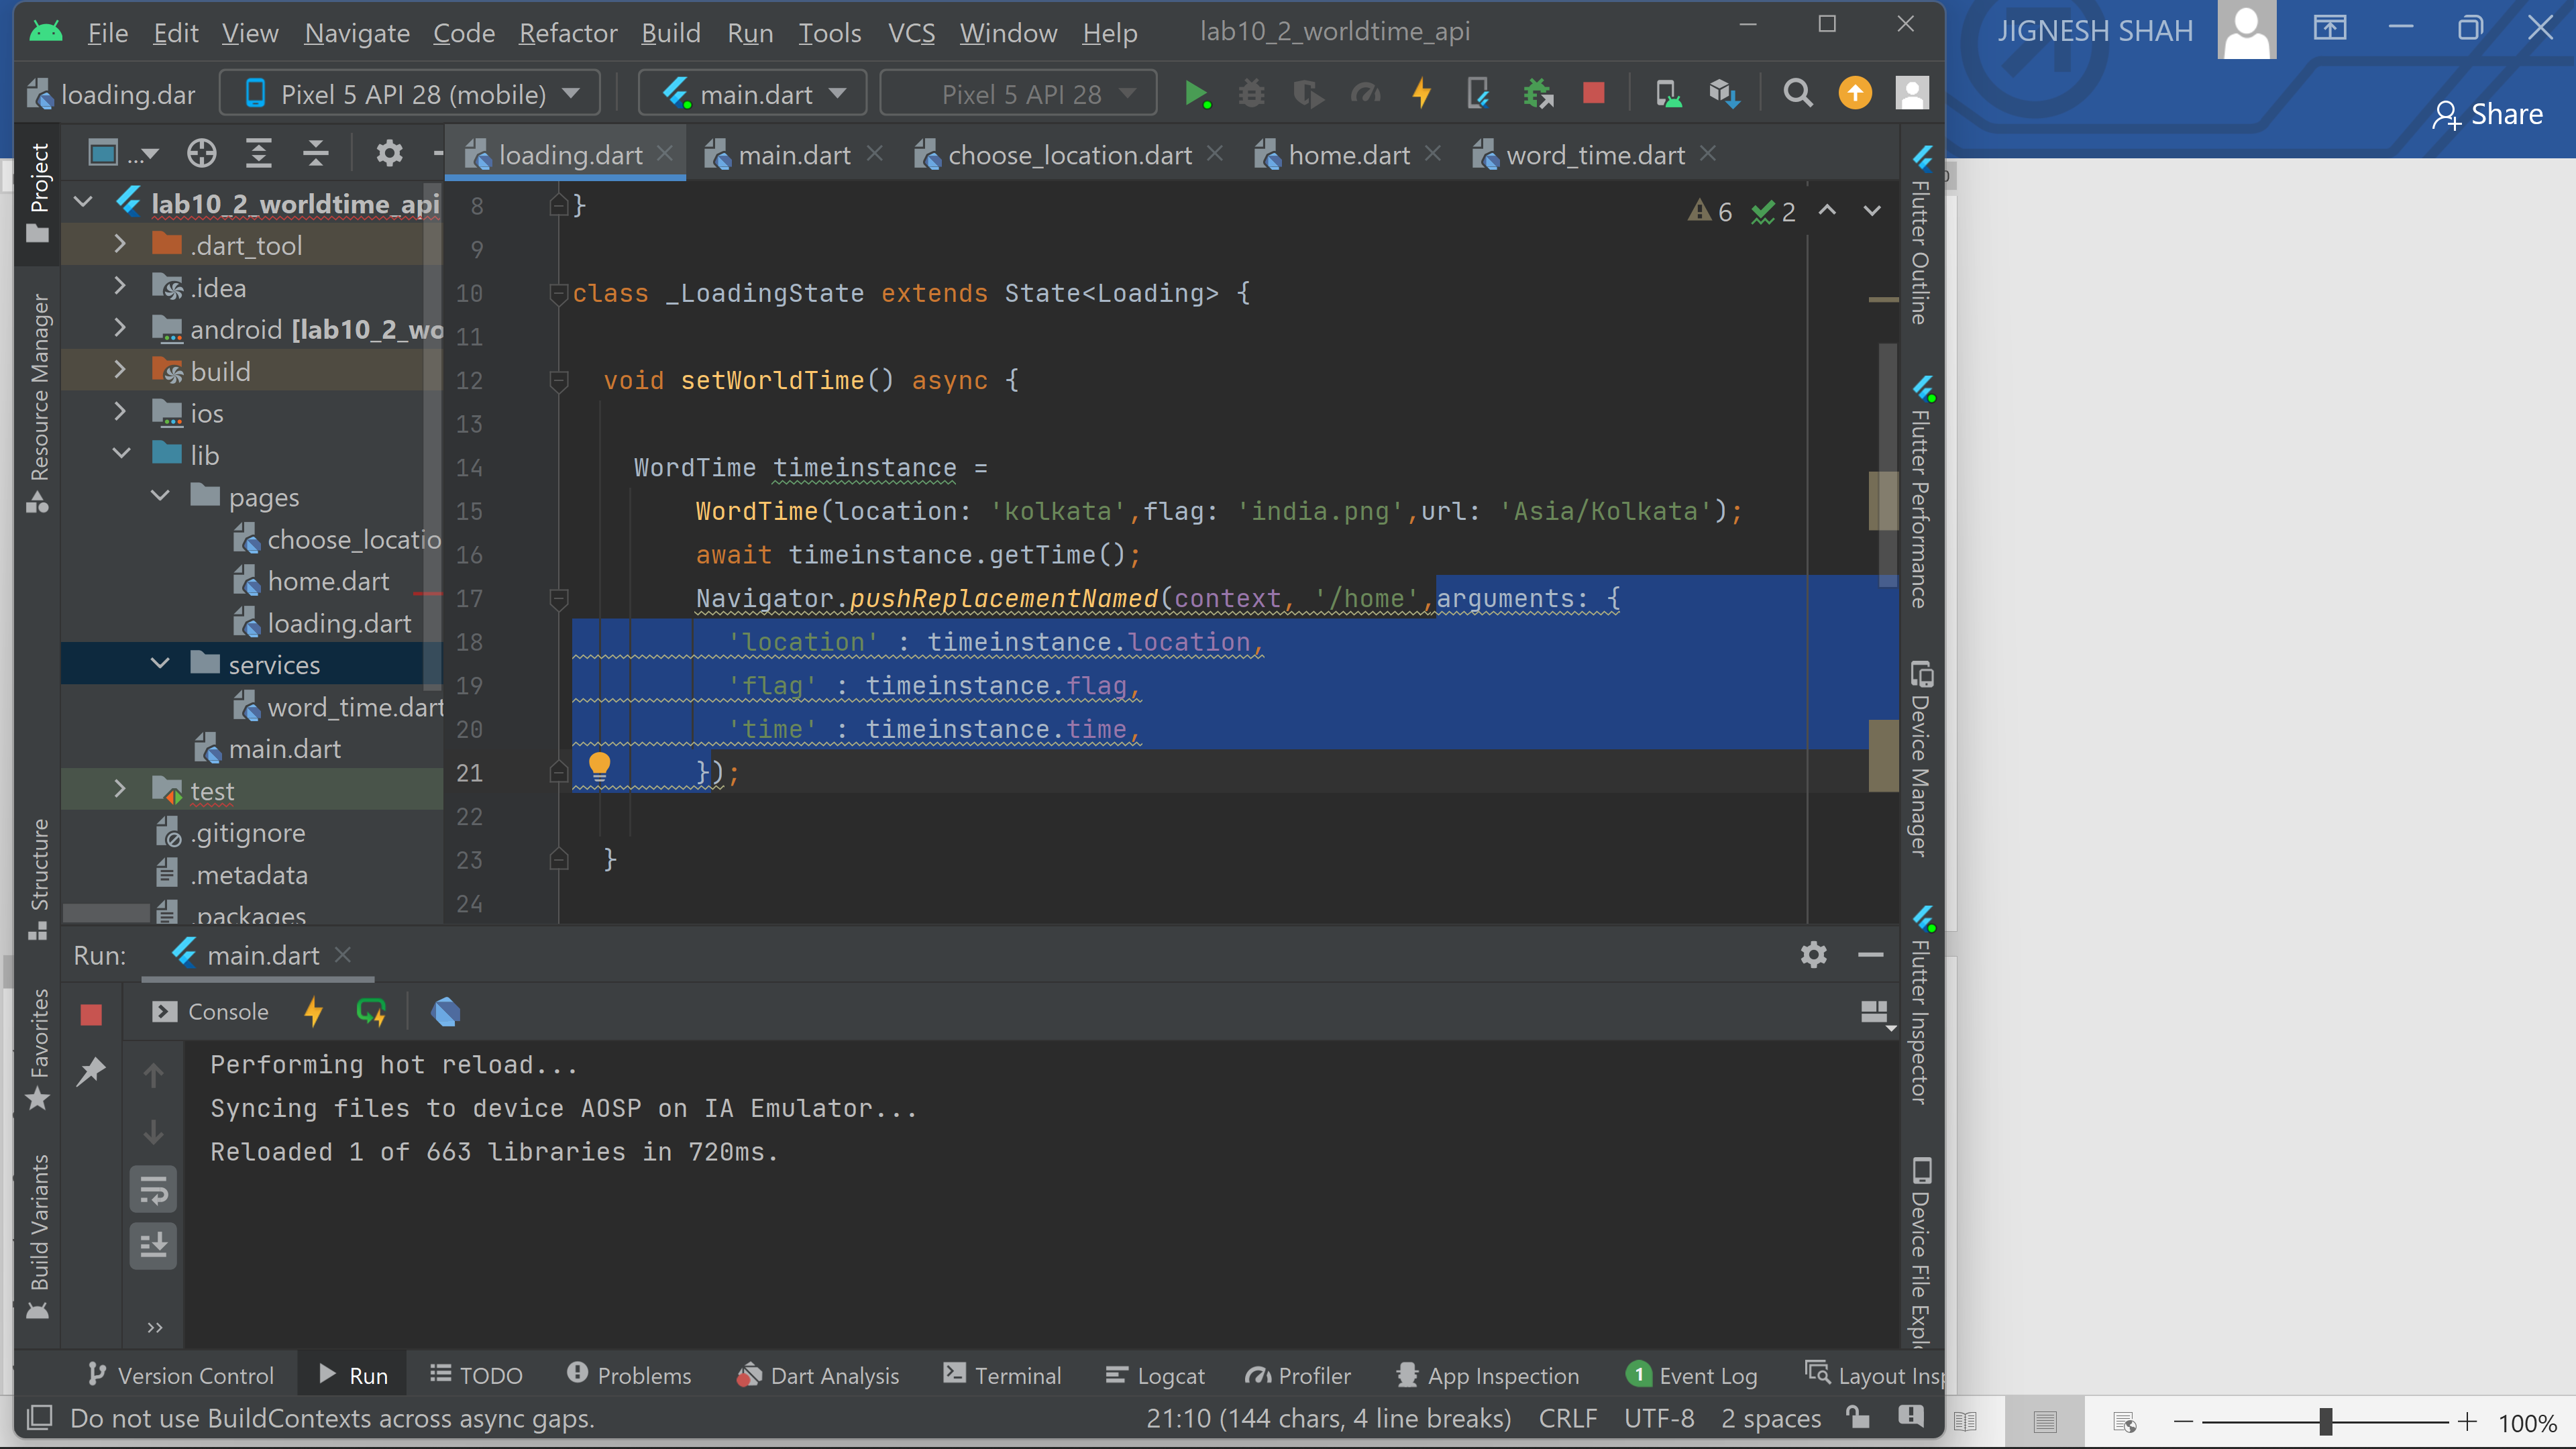 File Edit View Navigate Code Refactor Build Run Tools VCS Window Help lab10_2_worldtime_api
JIGNESH SHAH
Share
loading.dar Pixel 5 API 28 (mobile) main.dart Pixel 5 API 28
... loading.dart main.dart choose_location.dart home.dart word_time.dart
Project
Resource Manager
Structure
Favorites
Build Variants
lab10_2_worldtime_api
.dart_tool
.idea
android [lab10_2_wo
build
ios
lib
pages
choose_locatio
home.dart
loading.dart
services
word_time.dart
main.dart
test
.gitignore
.metadata
.packages
6 2
8 }
9
10 class _LoadingState extends State<Loading> {
11
12 void setWorldTime() async {
13
14 WordTime timeinstance =
15 WordTime(location: 'kolkata',flag: 'india.png',url: 'Asia/Kolkata');
16 await timeinstance.getTime();
17 Navigator.pushReplacementNamed(context, '/home',arguments: {
18 'location' : timeinstance.location,
19 'flag' : timeinstance.flag,
20 'time' : timeinstance.time,
21 });
22
23 }
24
Flutter Outline
Flutter Performance
Device Manager
Flutter Inspector
Device File Explo
Run: main.dart
Console
Performing hot reload...
Syncing files to device AOSP on IA Emulator...
Reloaded 1 of 663 libraries in 720ms.
Version Control Run TODO Problems Dart Analysis Terminal Logcat Profiler App Inspection 1 Event Log Layout Insp
Do not use BuildContexts across async gaps. 21:10 (144 chars, 4 line breaks) CRLF UTF-8 2 spaces
100%